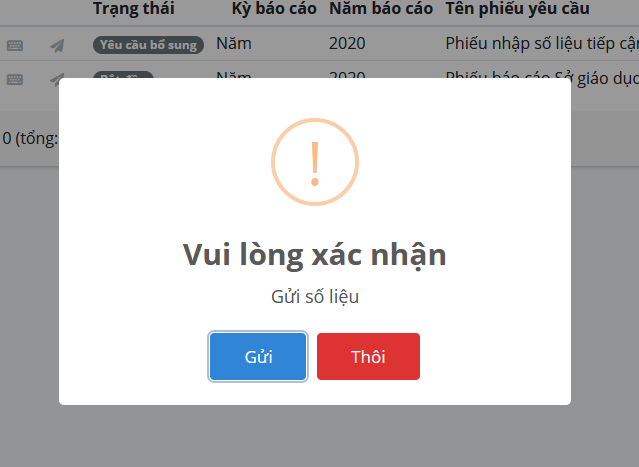 Trạng thái Kỳ báo cáo Năm báo cáo Tên phiếu yêu cầu
Yêu cầu bổ sung Năm 2020 Phiếu nhập số liệu tiếp cận
Năm 2020 Phiếu báo cáo Sở giáo dục
0 (tổng:
!
Vui lòng xác nhận
Gửi số liệu
Gửi Thôi